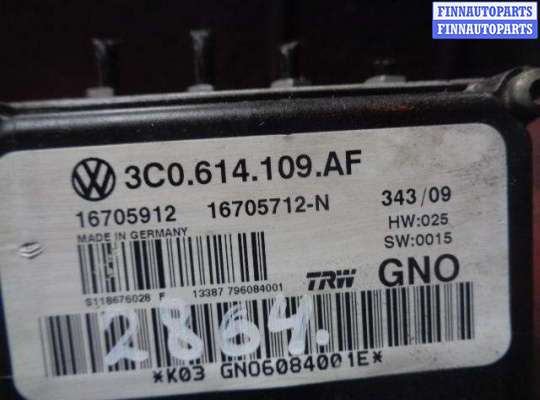 FINNAUTOPARTS
FINNAUTOPARTS
3C0.614.109.AF
16705912 16705712-N 343/09
MADE IN GERMANY HW:025
SW:0015
TRW GNO
S118676028 F 13387 796084001
2864.
*K03 GN06084001E*